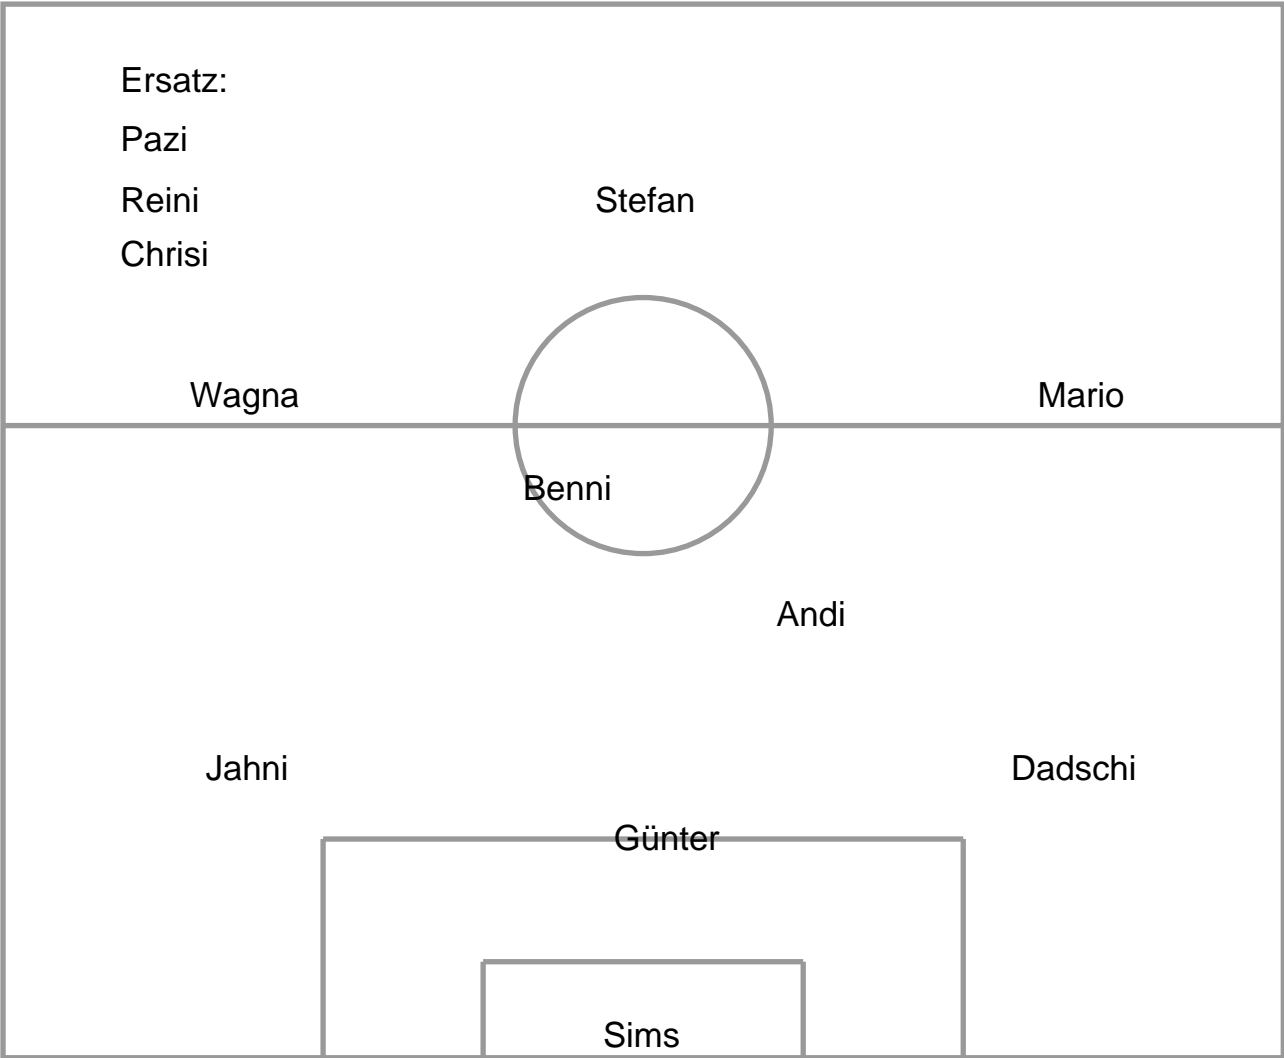 Ersatz:
Pazi
Reini
Stefan
Chrisi
Wagna
Mario
Benni
Andi
Jahni
Dadschi
Günter
Sims